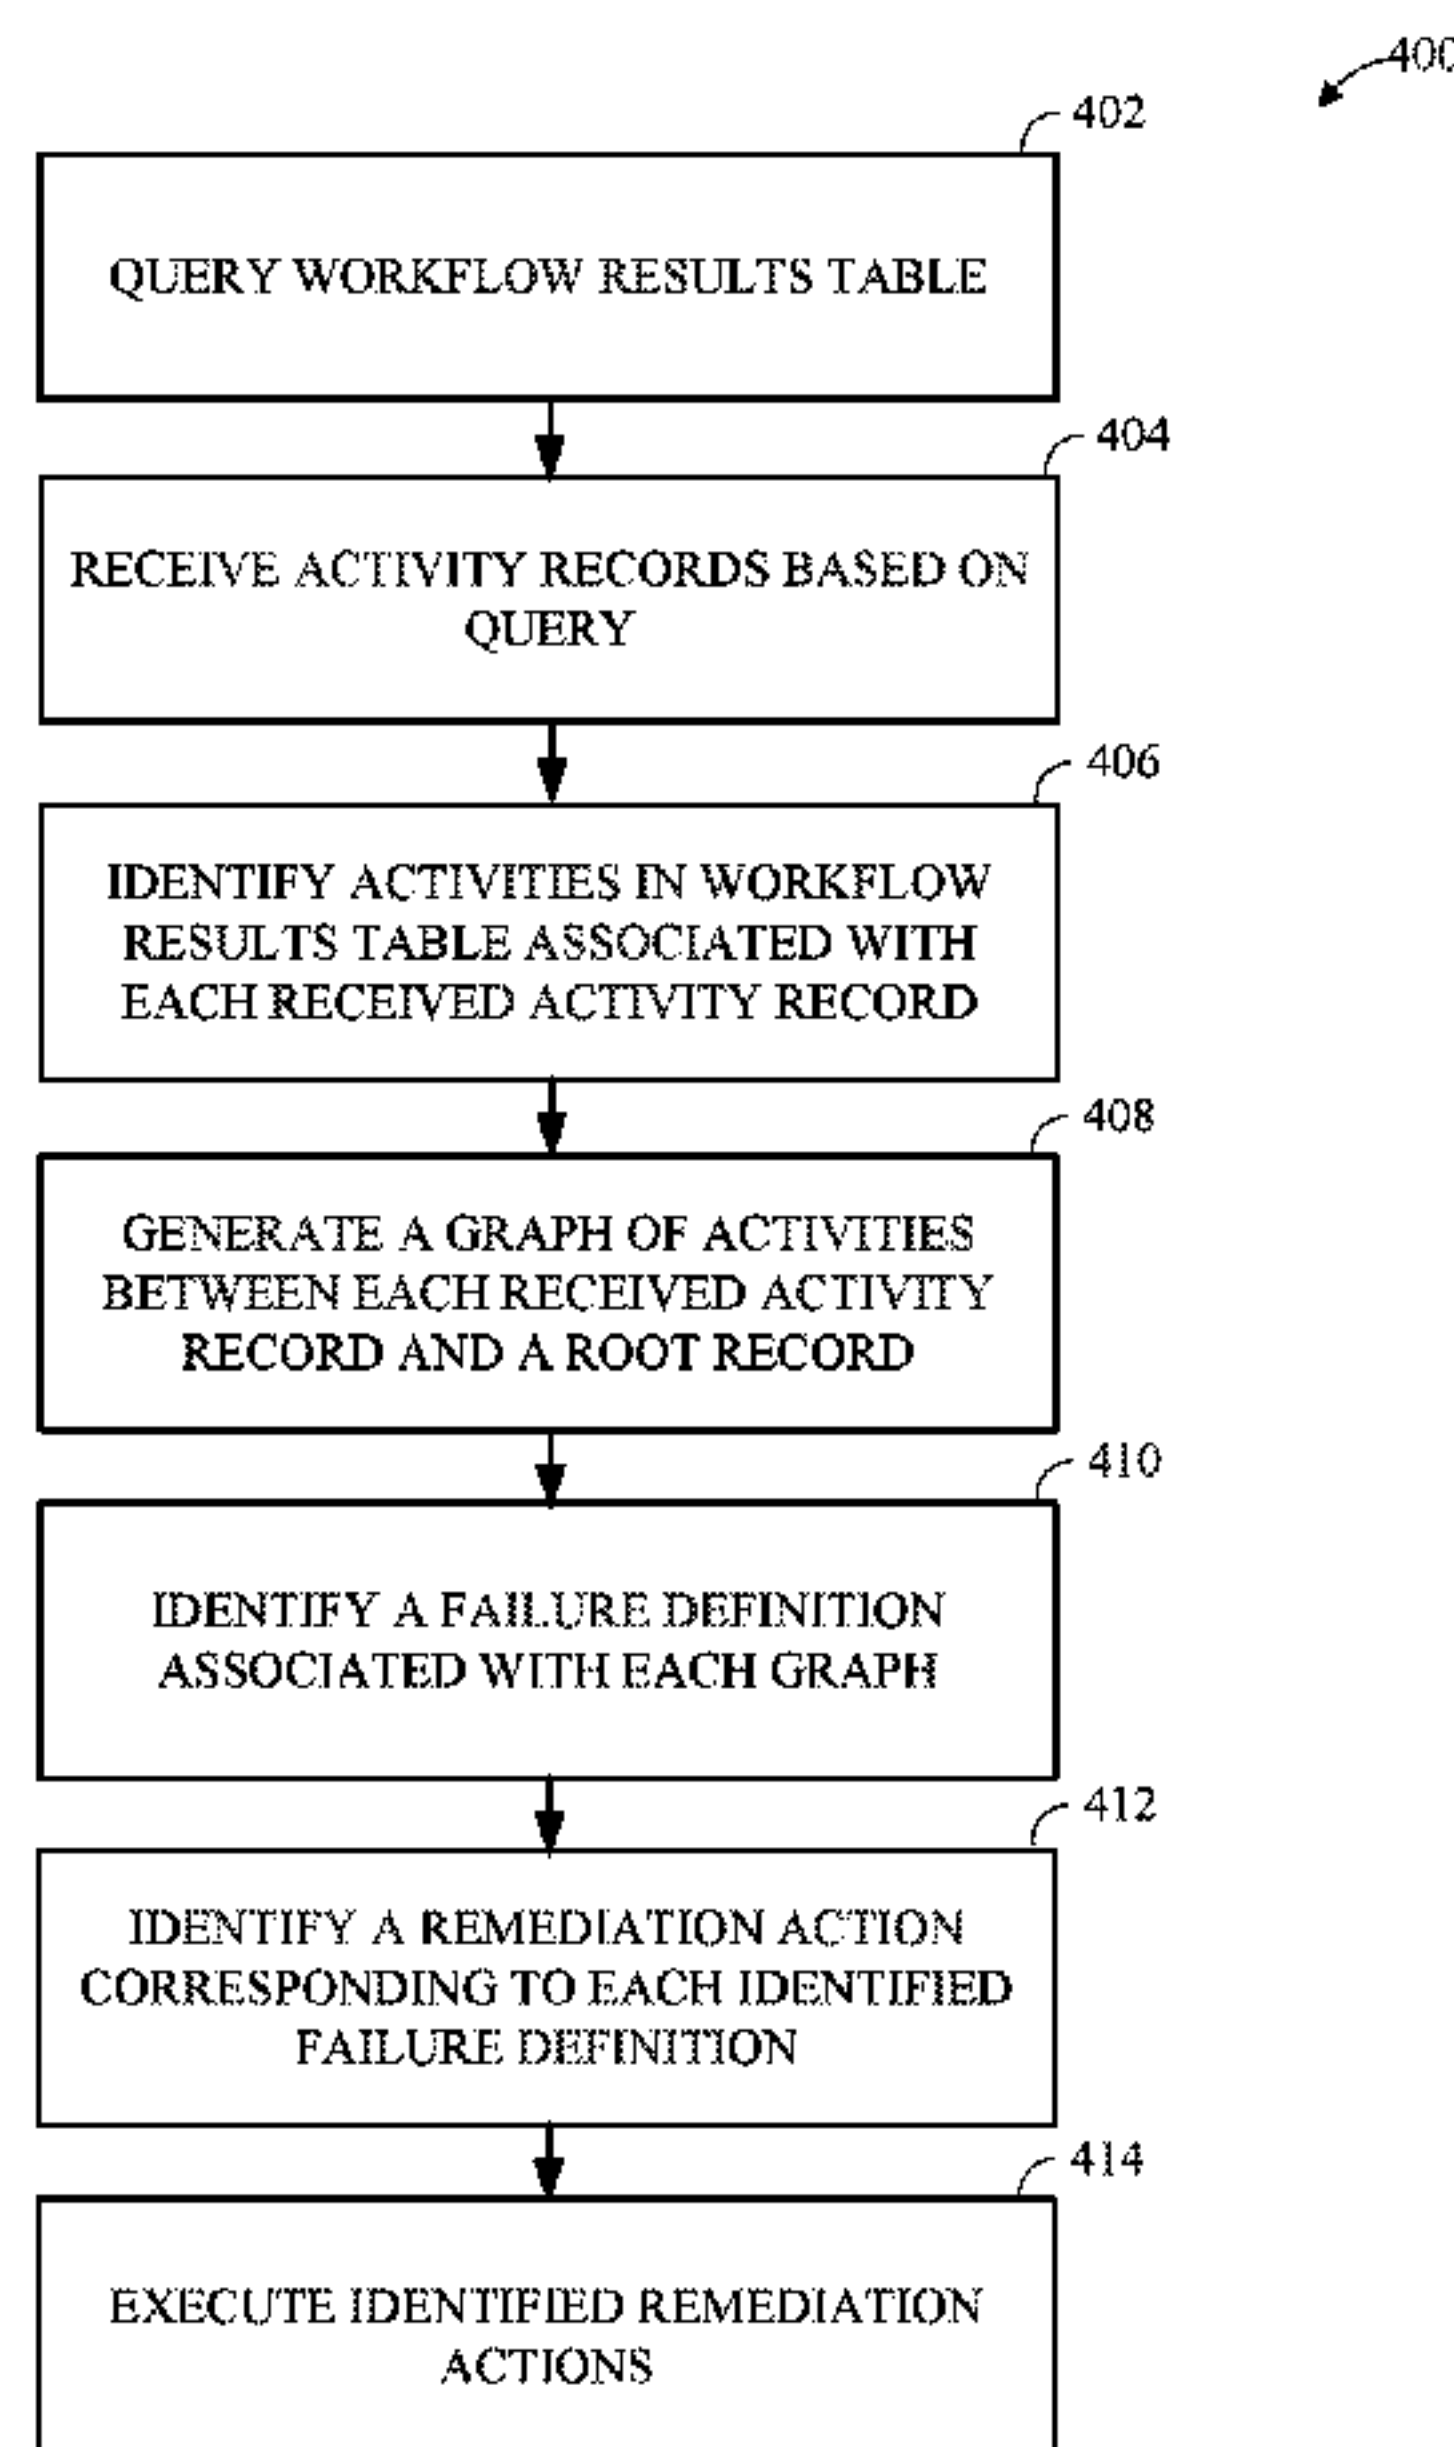 400
402
QUERY WORKFLOW RESULTS TABLE
404
RECEIVE ACTIVITY RECORDS BASED ON
QUERY
406
IDENTIFY ACTIVITIES IN WORKFLOW
RESULTS TABLE ASSOCIATED WITH
EACH RECEIVED ACTIVITY RECORD
408
GENERATE A GRAPH OF ACTIVITIES
BETWEEN EACH RECEIVED ACTIVITY
RECORD AND A ROOT RECORD
410
IDENTIFY A FAILURE DEFINITION
ASSOCIATED WITH EACH GRAPH
412
IDENTIFY A REMEDIATION ACTION
CORRESPONDING TO EACH IDENTIFIED
FAILURE DEFINITION
414
EXECUTE IDENTIFIED REMEDIATION
ACTIONS